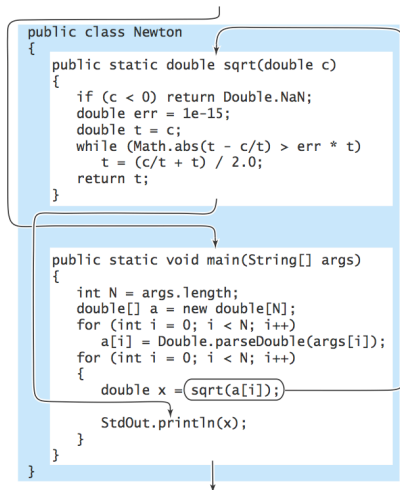 public class Newton
{
public static double sqrt(double c)
{
if (c < 0) return Double.NaN;
double err = 1e-15;
double t = c;
while (Math.abs(t - c/t) > err * t)
t = (c/t + t) / 2.0;
return t;
}
public static void main(String[] args)
{
int N = args.length;
double[] a = new double[N];
for (int i = 0; i < N; i++)
a[i] = Double.parseDouble(args[i]);
for (int i = 0; i < N; i++)
{
double x = sqrt(a[i]);
StdOut.println(x);
}
}
}